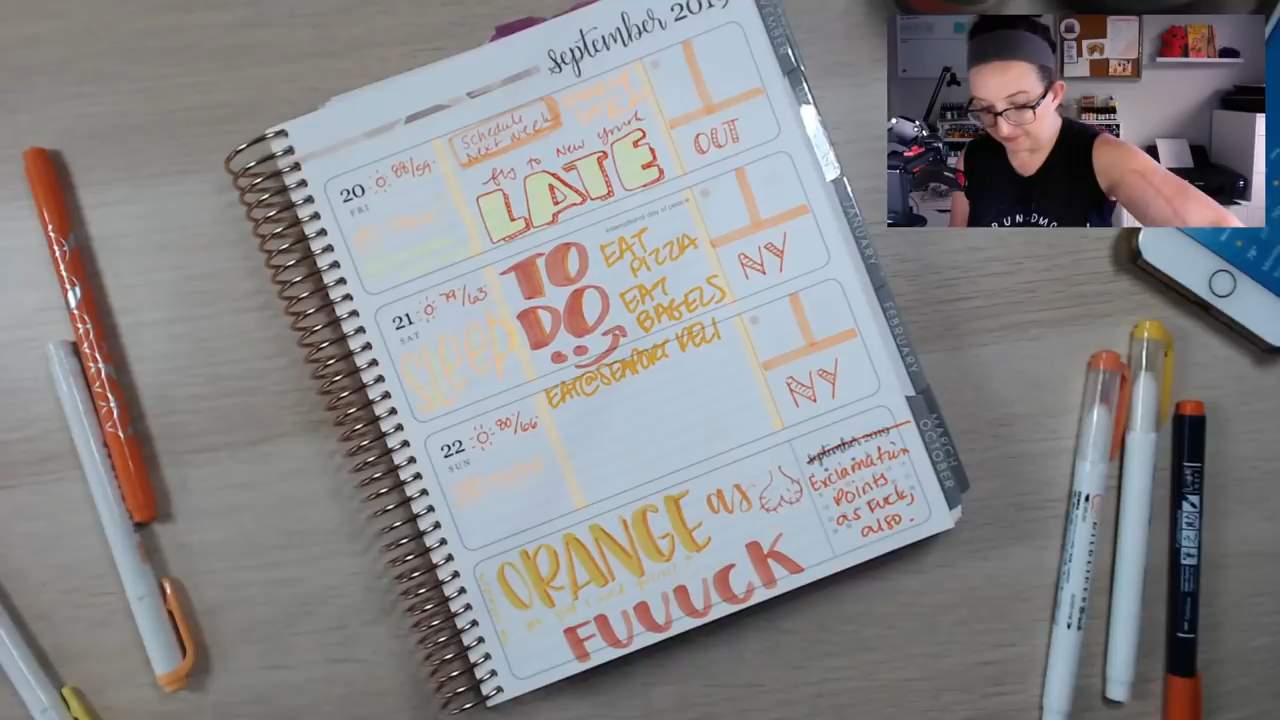 September 2019
Schedule
Next Week
fly to New York
LATE
OUT
20
FRI
88/59
International day of peace
TO
DO
EAT
PIZZA
EAT
BAGELS
EAT@SEAPORT DELI
NY
21
SAT
79/63
sleep
22
SUN
80/66
NY
September 2019
Exclamation
Points
as Fuck,
also.
ORANGE as
FUUUCK
JANUARY
FEBRUARY
MARCH
OCTOBER
RUN-DMC